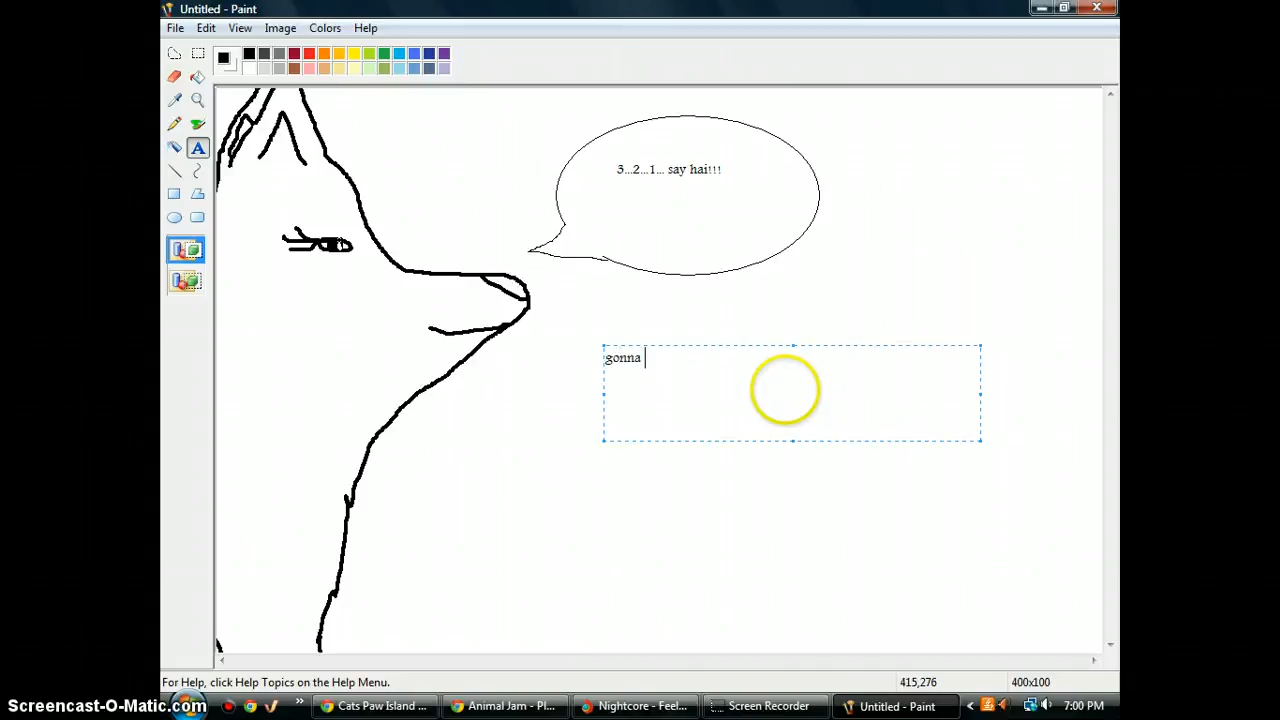 Untitled - Paint
File Edit View Image Colors Help
A
3...2...1... say hai!!!
gonna
For Help, click Help Topics on the Help Menu.
415,276
400x100
Cats Paw Island ...
Animal Jam - Pl...
Nightcore - Feel...
Screen Recorder
Untitled - Paint
7:00 PM
Screencast-O-Matic.com